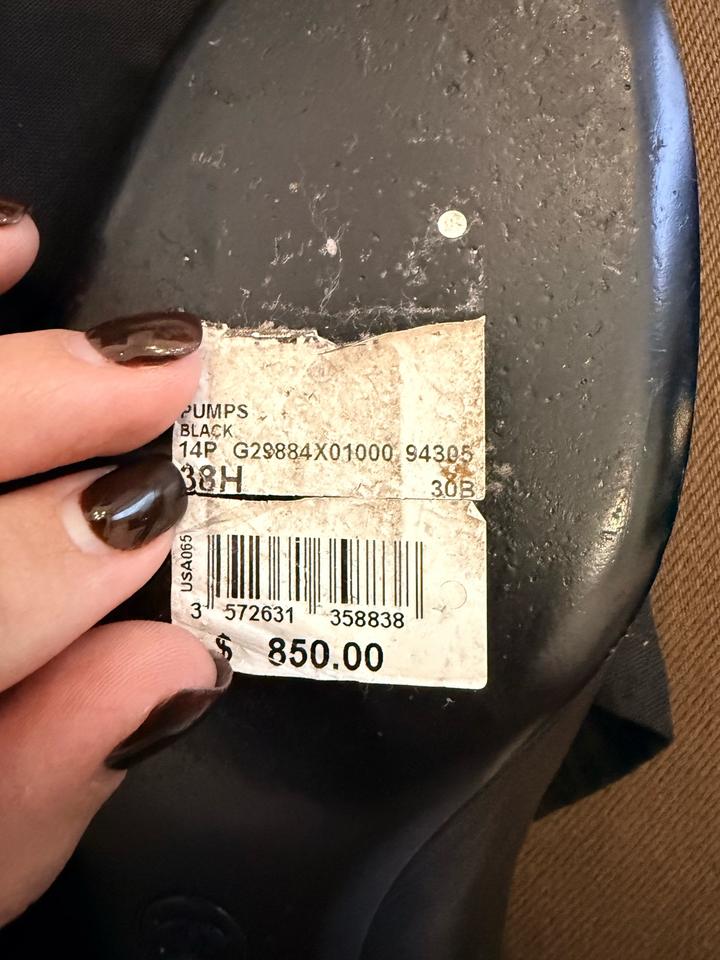 PUMPS
BLACK
14P G29884X01000 94305
38H 30B
USA065
3 572631 358838
$ 850.00